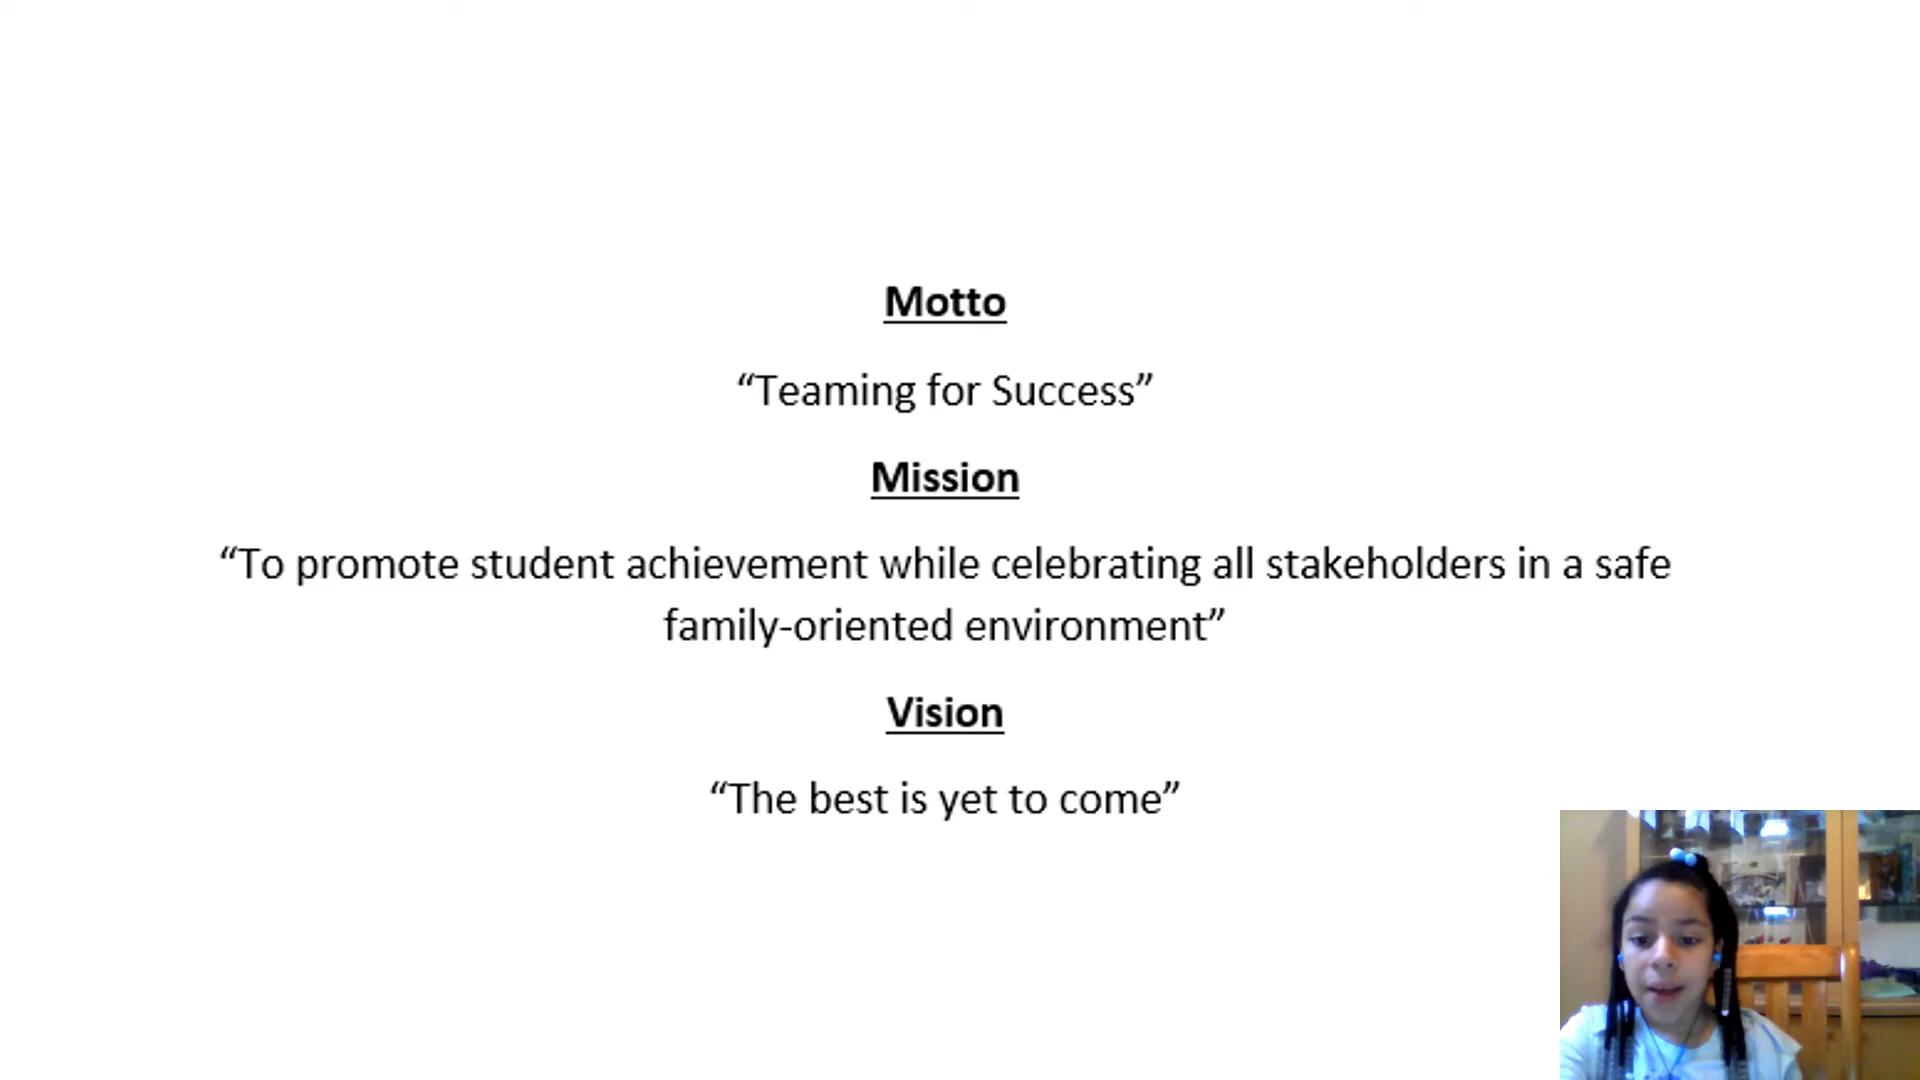 Motto
“Teaming for Success”
Mission
“To promote student achievement while celebrating all stakeholders in a safe
family-oriented environment”
Vision
“The best is yet to come”